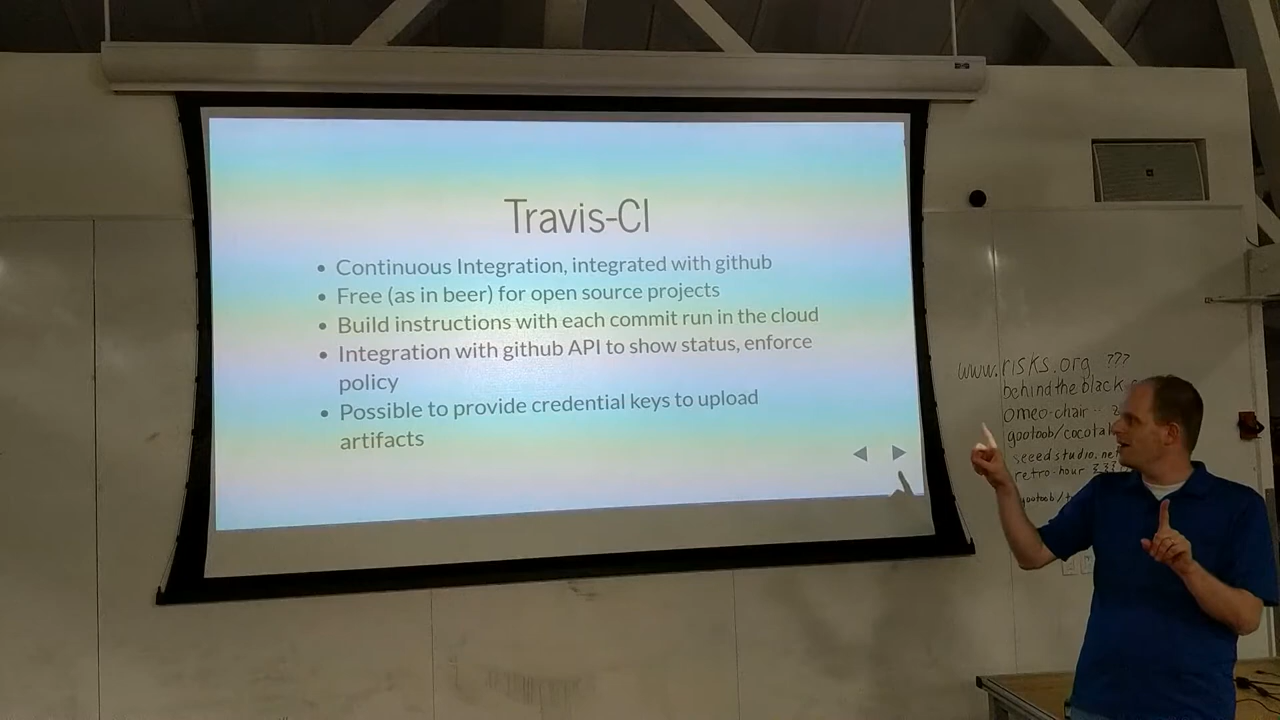 Travis-CI
Continuous Integration, integrated with github
Free (as in beer) for open source projects
Build instructions with each commit run in the cloud
Integration with github API to show status, enforce
policy
Possible to provide credential keys to upload
artifacts
www.risks.org ???
behind the black
omeo-chair
gootoob/cocotal
seeedstudio.net
retro-hour ???
gootoob/